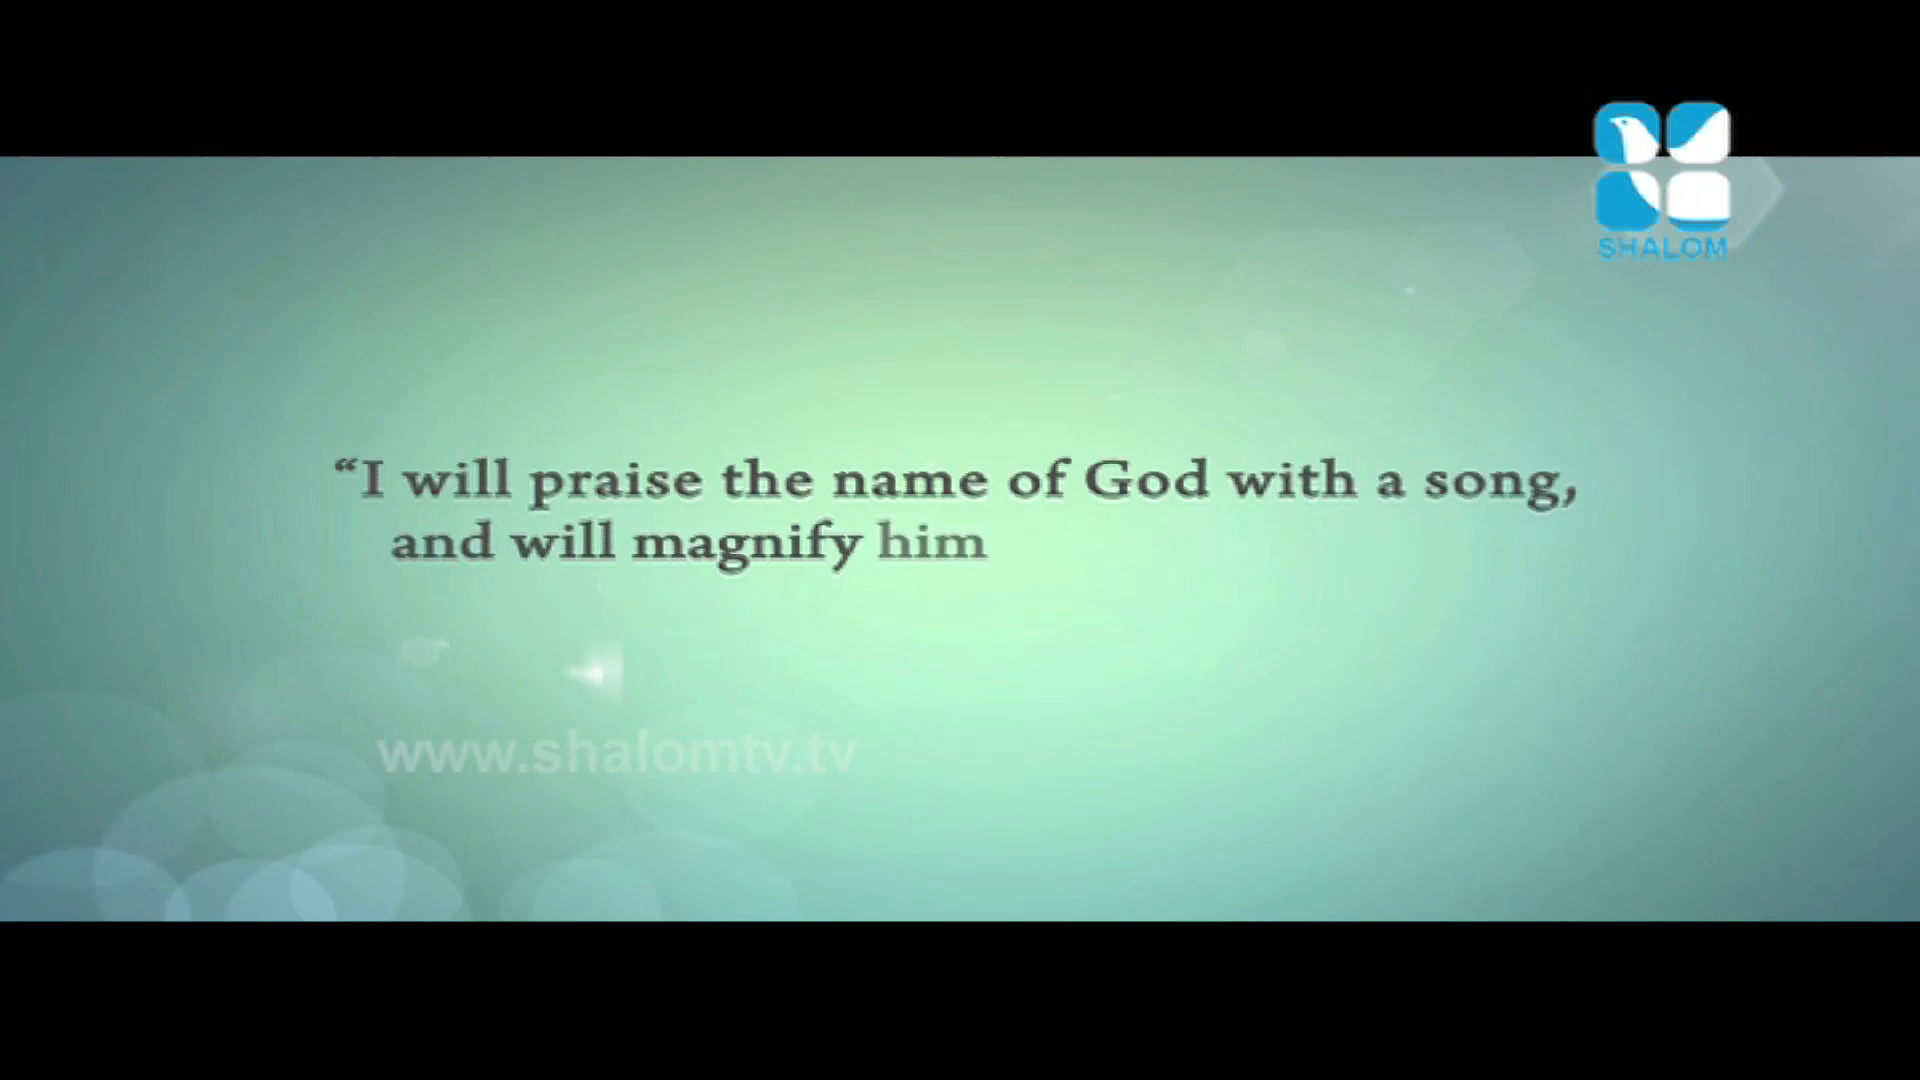 SHALOM
“I will praise the name of God with a song,
and will magnify him
www.shalomtv.tv